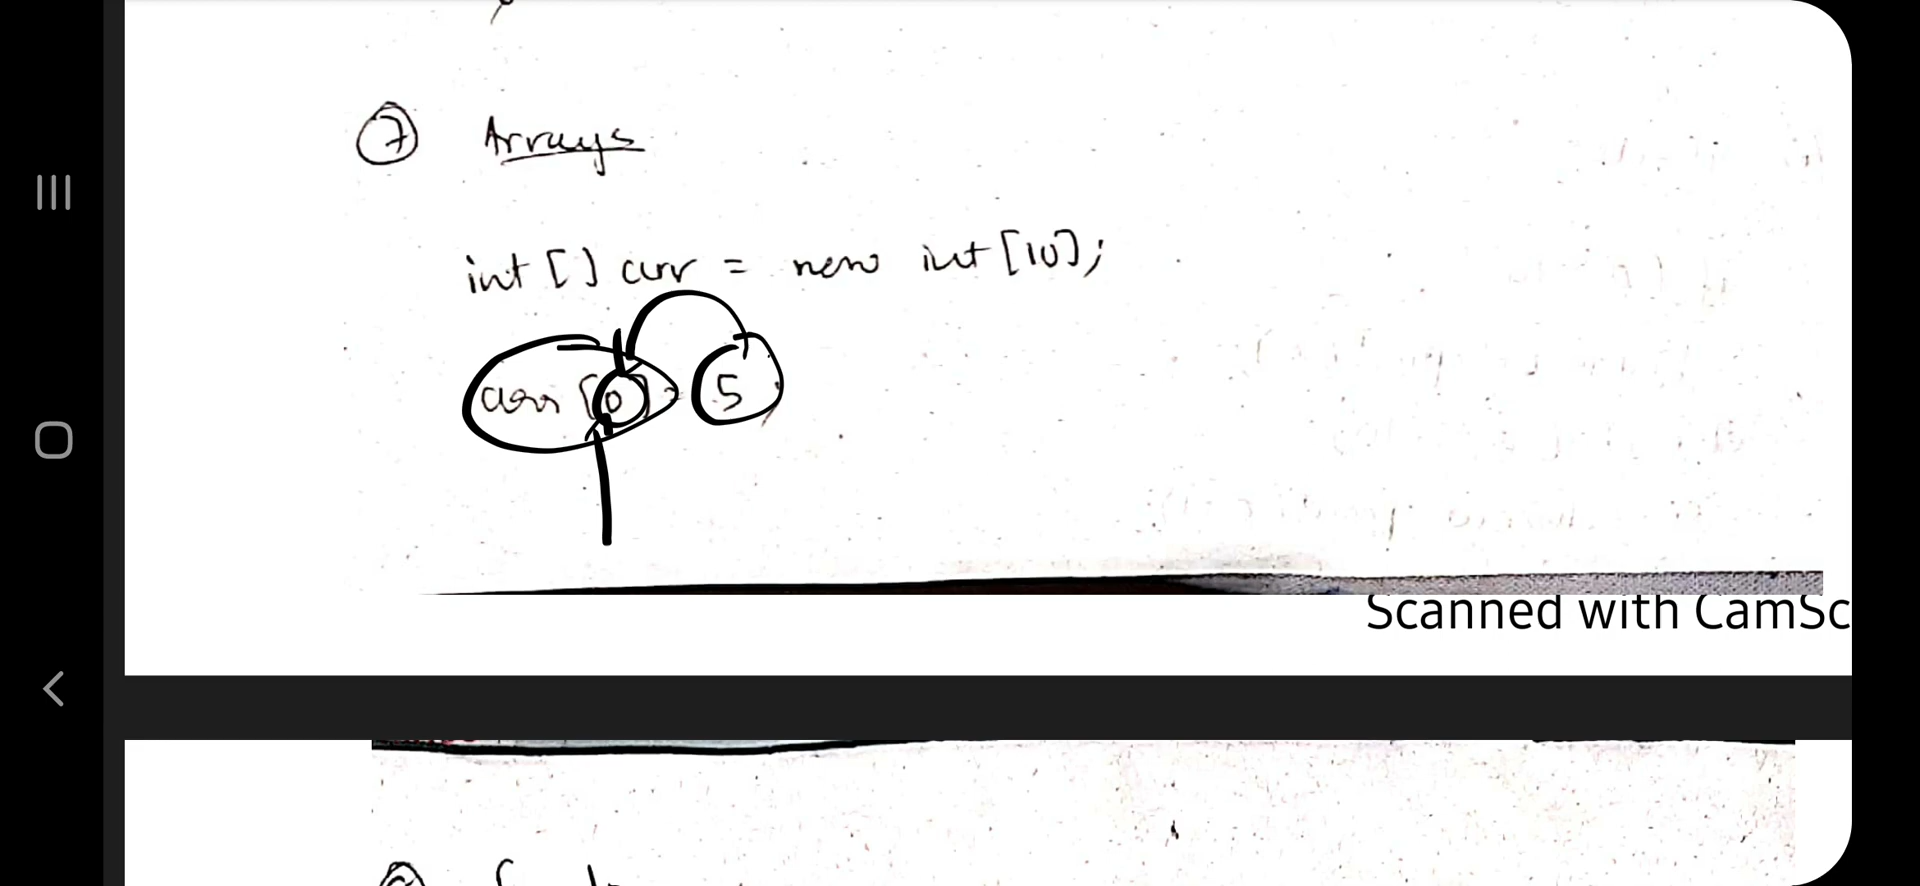 7 Arrays
int [] arr = new int [10];
arr [0] = 5;
Scanned with CamSc